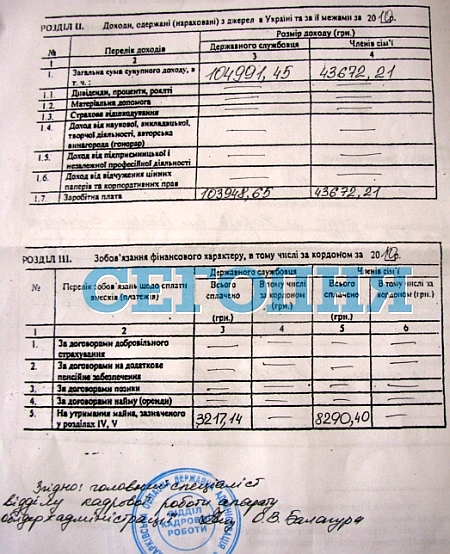 РОЗДІЛ II. Доходи, одержані (нараховані) з джерел в Україні та за її межами за 2010р.
№ Перелік доходів Розмір доходу (грн.)
Державного службовця Членів сім'ї
1 2 3 4
1. Загальна сума сукупного доходу, в т. ч. : 104991,45 43672,21
1.1. Дивіденди, проценти, роялті — —
1.2. Матеріальна допомога — —
1.3. Страхове відшкодування — —
1.4. Доход від наукової, викладацької, творчої діяльності, авторська винагорода (гонорар) — —
1.5. Доход від підприємницької і незалежної професійної діяльності — —
1.6. Доход від відчуження цінних паперів та корпоративних прав — —
1.7. Заробітна плата 103948,65 43672,21
РОЗДІЛ III. Зобов'язання фінансового характеру, в тому числі за кордоном за 2010р.
СЕГОДНЯ
№ Перелік зобов'язань щодо сплати внесків (платежів) Державного службовця Членів сім'ї
Всього сплачено (грн.) В тому числі за кордоном (грн.) Всього сплачено (грн.) В тому числі за кордоном (грн.)
1 2 3 4 5 6
1. За договорами добровільного страхування — — — —
2. За договорами на додаткове пенсійне забезпечення — — — —
3. За договорами позики — — — —
4. За договорами найму (оренди) — — — —
5. На утримання майна, зазначеного у розділах IV, V 3217,14 — 8290,40 —
Згідно: головний спеціаліст
відділу кадрової роботи апарату
облдержадміністрації О.В. Балагура
ВІДДІЛ
КАДРОВОЇ
РОБОТИ